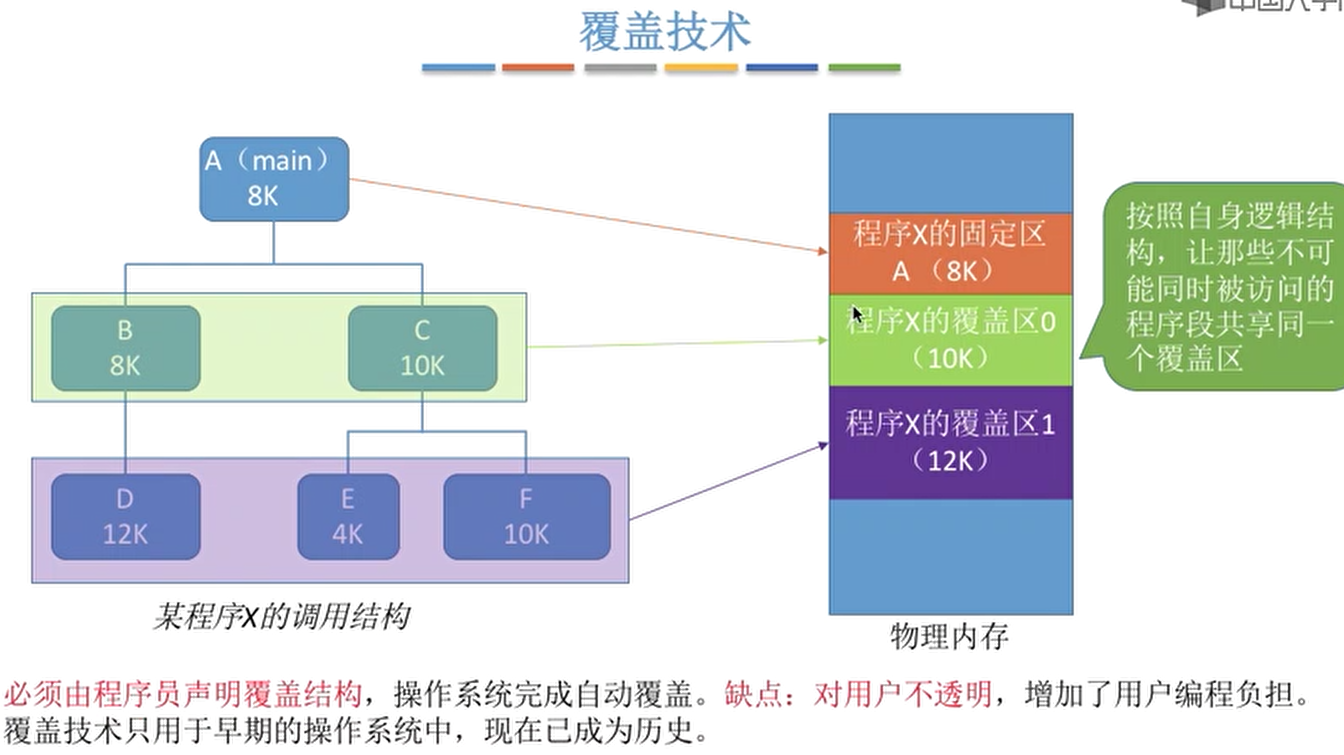 覆盖技术
A（main）
8K
B
8K
C
10K
D
12K
E
4K
F
10K
某程序X的调用结构
程序X的固定区
A （8K）
程序X的覆盖区0
（10K）
程序X的覆盖区1
（12K）
物理内存
按照自身逻辑结
构，让那些不可
能同时被访问的
程序段共享同一
个覆盖区
必须由程序员声明覆盖结构，操作系统完成自动覆盖。缺点：对用户不透明，增加了用户编程负担。
覆盖技术只用于早期的操作系统中，现在已成为历史。